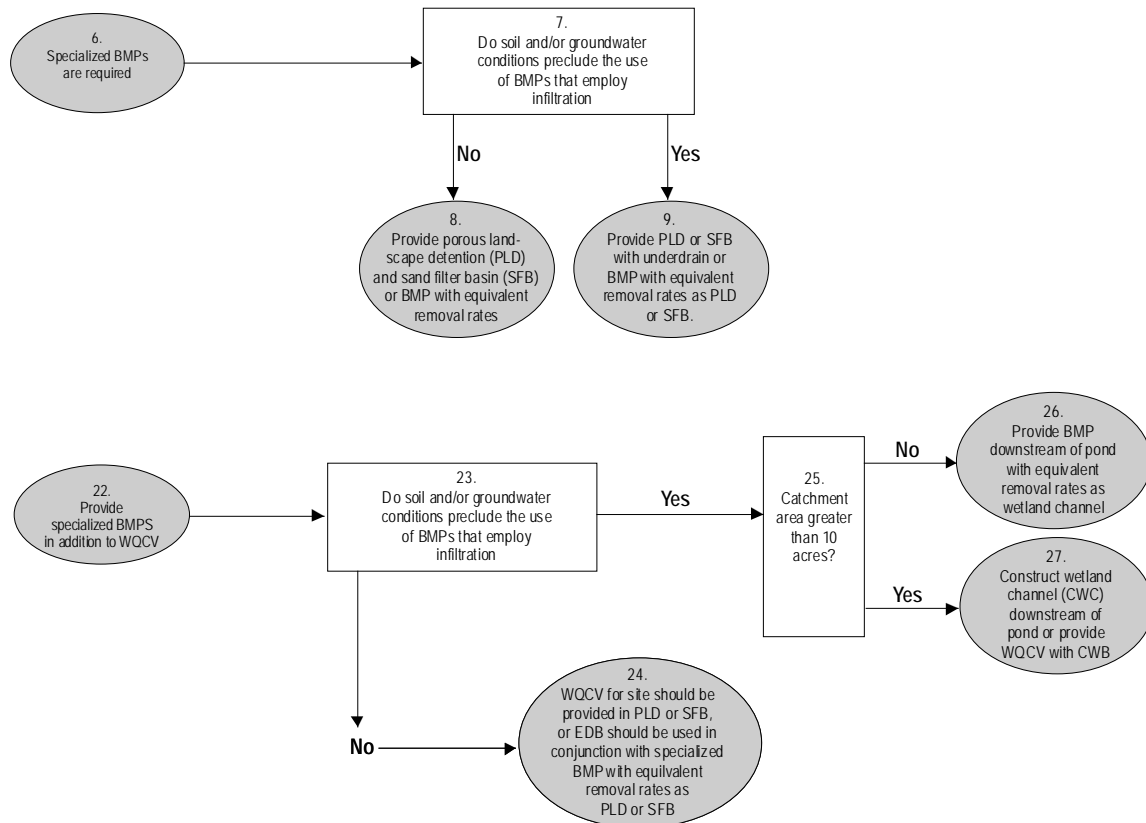 6.
Specialized BMPs
are required
7.
Do soil and/or groundwater
conditions preclude the use
of BMPs that employ
infiltration
No
Yes
8.
Provide porous land-
scape detention (PLD)
and sand filter basin (SFB)
or BMP with equivalent
removal rates
9.
Provide PLD or SFB
with underdrain or
BMP with equivalent
removal rates as PLD
or SFB.
22.
Provide
specialized BMPS
in addition to WQCV
23.
Do soil and/or groundwater
conditions preclude the use
of BMPs that employ
infiltration
Yes
25.
Catchment
area greater
than 10
acres?
No
26.
Provide BMP
downstream of pond
with equivalent
removal rates as
wetland channel
Yes
27.
Construct wetland
channel (CWC)
downstream of
pond or provide
WQCV with CWB
No
24.
WQCV for site should be
provided in PLD or SFB,
or EDB should be used in
conjunction with specialized
BMP with equilvalent
removal rates as
PLD or SFB